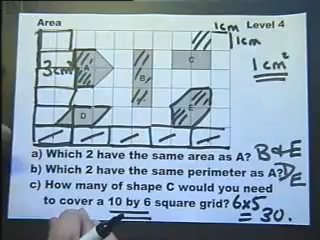 Area
1cm
Level 4
1cm
3cm²
A
B
C
1cm²
D
E
a) Which 2 have the same area as A? B & E
b) Which 2 have the same perimeter as A? D E
c) How many of shape C would you need
to cover a 10 by 6 square grid? 6x5
= 30.